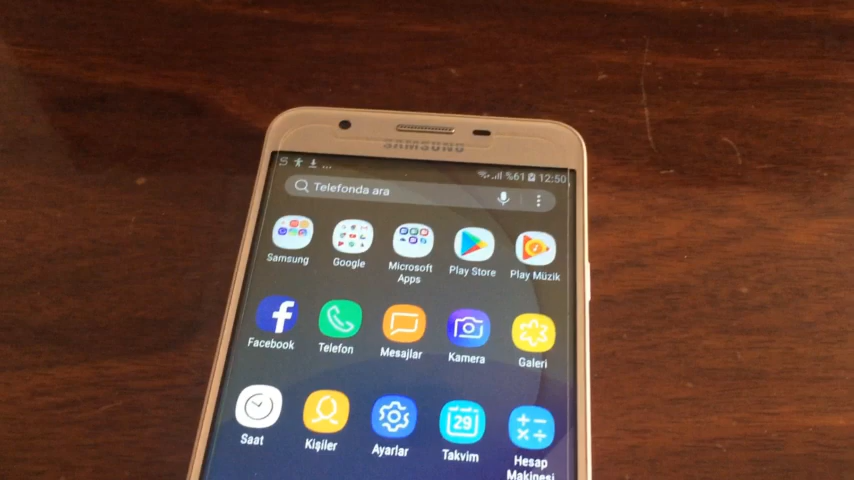 SAMSUNG
%61 12:50
Telefonda ara
Samsung
Google
Microsoft
Apps
Play Store
Play Müzik
Facebook
Telefon
Mesajlar
Kamera
Galeri
Saat
Kişiler
Ayarlar
29
Takvim
Hesap
Makinesi